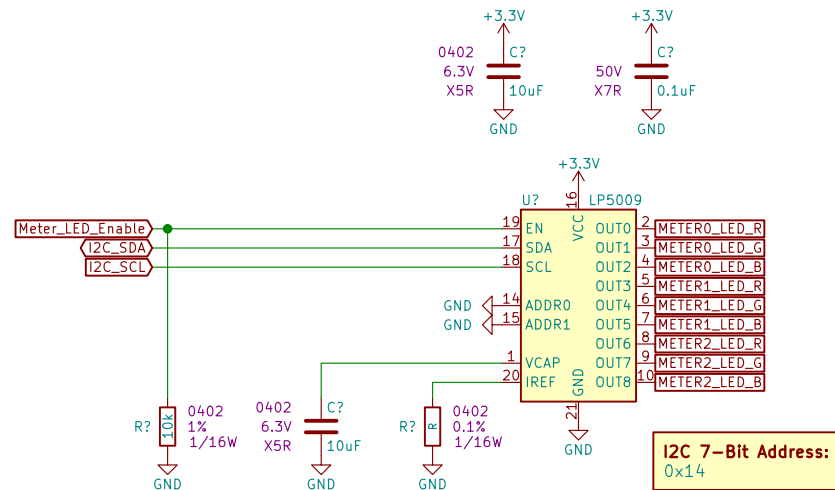 +3.3V
0402 C?
6.3V
X5R 10uF
GND
+3.3V
C?
50V
X7R 0.1uF
GND
+3.3V
U? LP5009
16
VCC
Meter_LED_Enable
I2C_SDA
I2C_SCL
19 EN
17 SDA
18 SCL
GND 14 ADDR0
GND 15 ADDR1
1 VCAP
20 IREF
GND
21
GND
OUT0 2 METER0_LED_R
OUT1 3 METER0_LED_G
OUT2 4 METER0_LED_B
OUT3 5 METER1_LED_R
OUT4 6 METER1_LED_G
OUT5 7 METER1_LED_B
OUT6 8 METER2_LED_R
OUT7 9 METER2_LED_G
OUT8 10 METER2_LED_B
R? 10k
0402
1%
1/16W
GND
0402 C?
6.3V
X5R 10uF
GND
R? R
0402
0.1%
1/16W
GND
I2C 7-Bit Address:
0x14